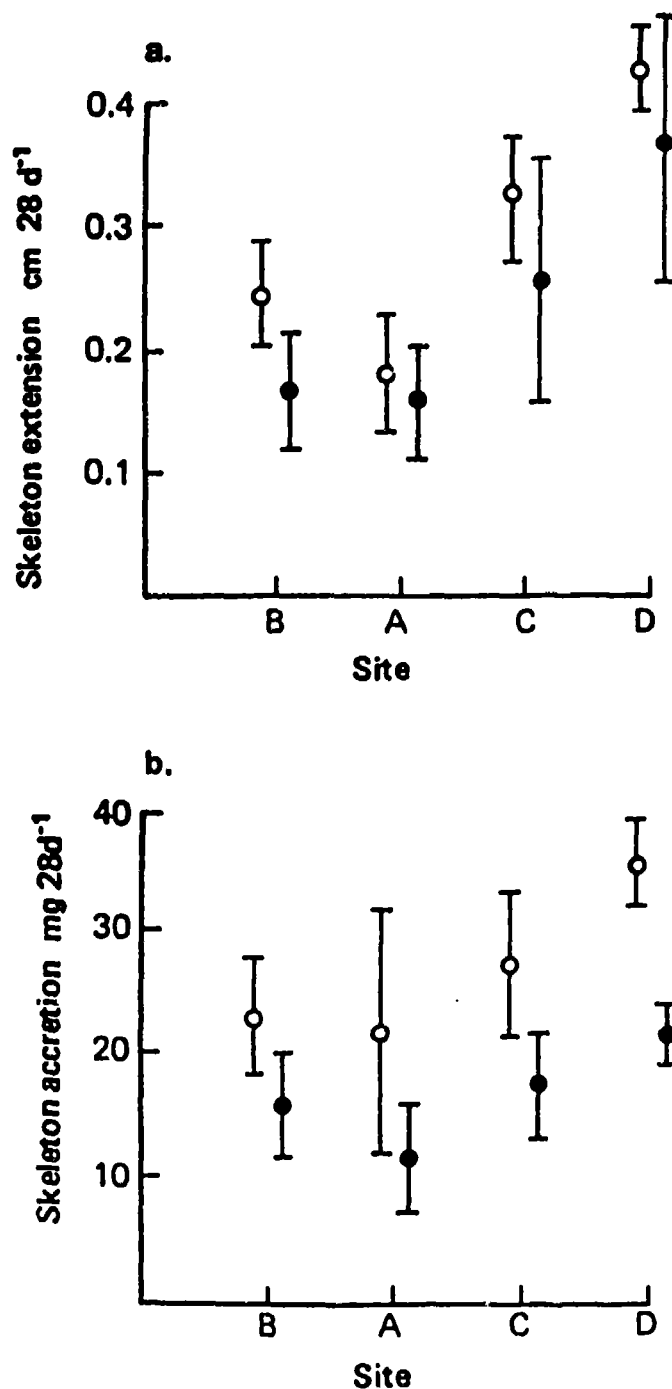 a.
Skeleton extension cm 28 d⁻¹
0.4
0.3
0.2
0.1
B A C D
Site
b.
Skeleton accretion mg 28d⁻¹
40
30
20
10
B A C D
Site